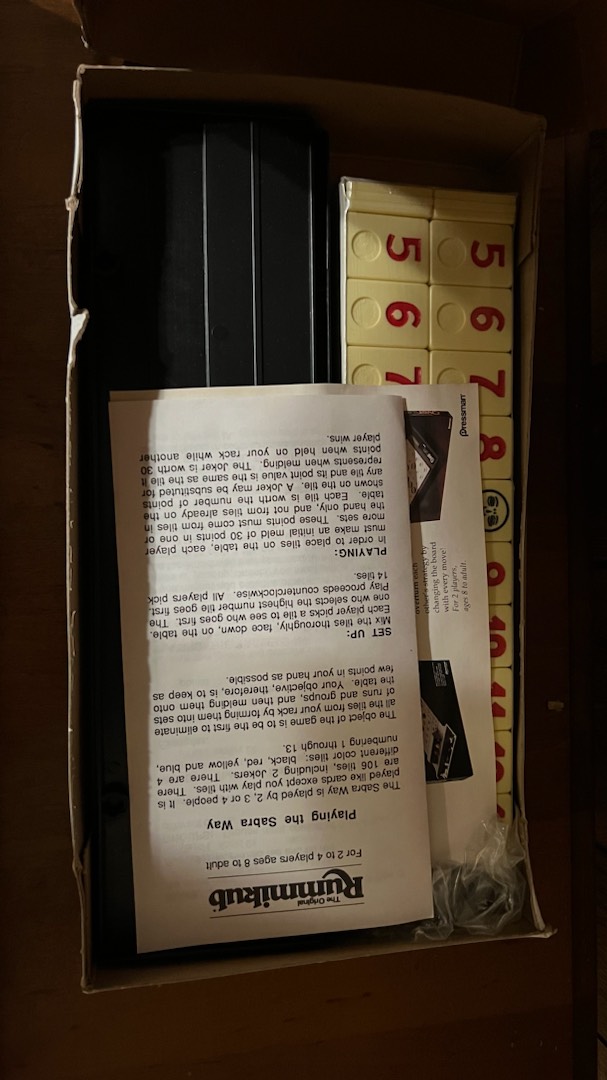 The Original
Rummikub
For 2 to 4 players ages 8 to adult
Playing the Sabra Way
The Sabra Way is played by 2, 3 or 4 people. It is
played like cards except you play with tiles. There
are 106 tiles, including 2 Jokers. There are 4
different color tiles: black, red, yellow and blue,
numbering 1 through 13.
The object of the game is to be the first to eliminate
all the tiles from your rack by forming them into sets
of runs and groups, and then melding them onto
the table. Your objective, therefore, is to keep as
few points in your hand as possible.
SET UP:
Mix the tiles thoroughly, face down, on the table.
Each player picks a tile to see who goes first. The
one who selects the highest number tile goes first.
Play proceeds counterclockwise. All players pick
14 tiles.
PLAYING:
In order to place tiles on the table, each player
must make an initial meld of 30 points in one or
more sets. These points must come from tiles in
the hand only, and not from tiles already on the
table. Each tile is worth the number of points
shown on the tile. A Joker may be substituted for
any tile and its point value is the same as the tile it
represents when melding. The Joker is worth 30
points when held on your rack while another
player wins.
Pressman
overturn each
other's strategy by
changing the board
with every move!
For 2 players,
ages 8 to adult.
5 5
6 6
7 7
8
9
10
11